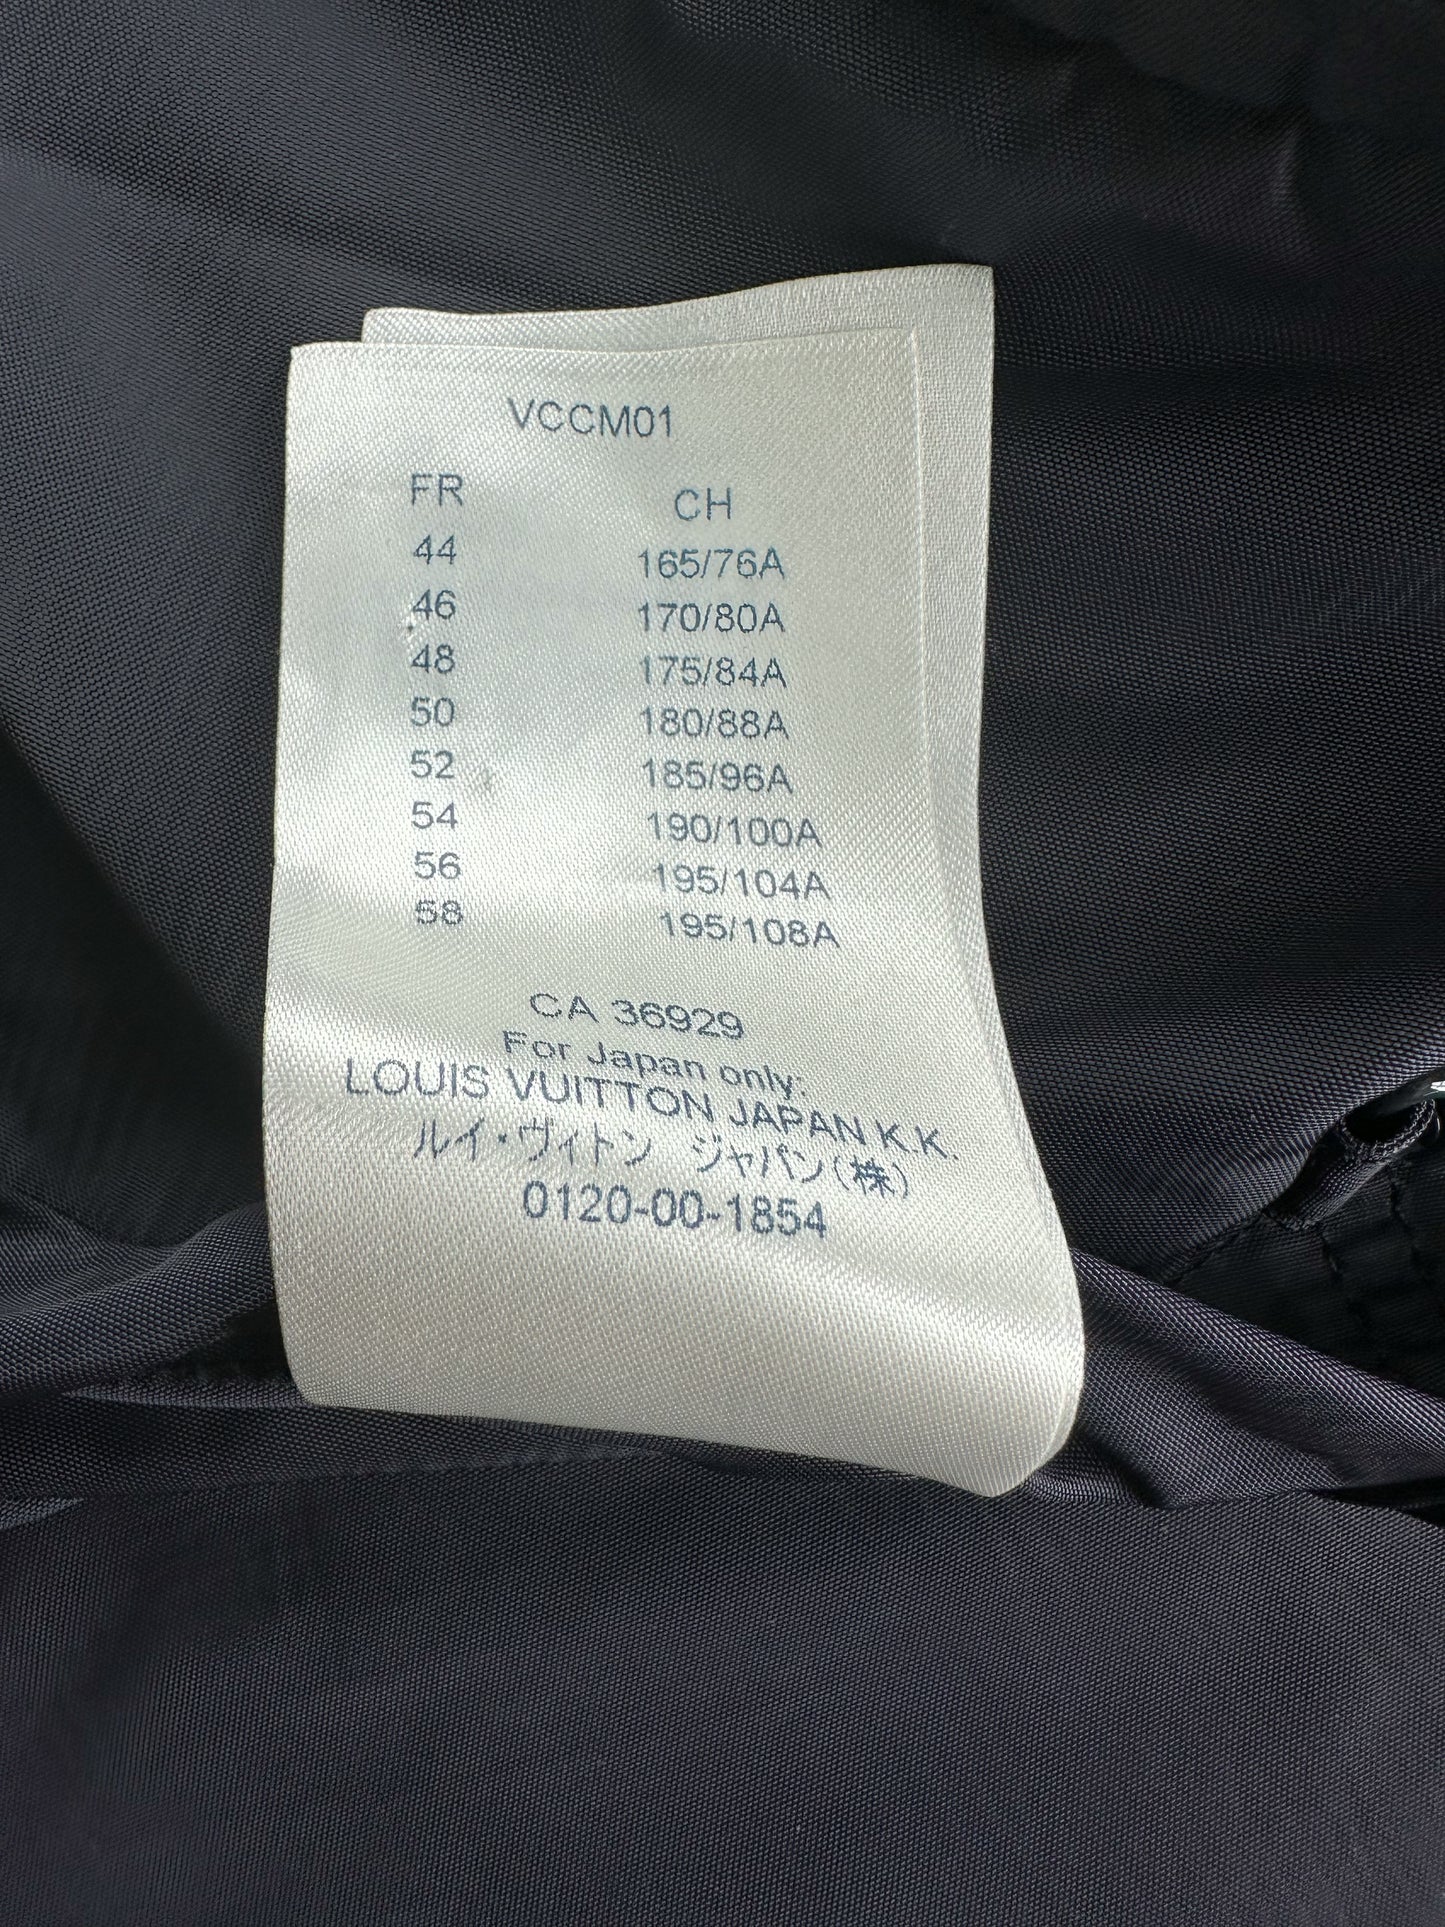 VCCM01
FR CH
44 165/76A
46 170/80A
48 175/84A
50 180/88A
52 185/96A
54 190/100A
56 195/104A
58 195/108A
CA 36929
For Japan only:
LOUIS VUITTON JAPAN K.K.
ルイ・ヴィトン ジャパン(株)
0120-00-1854